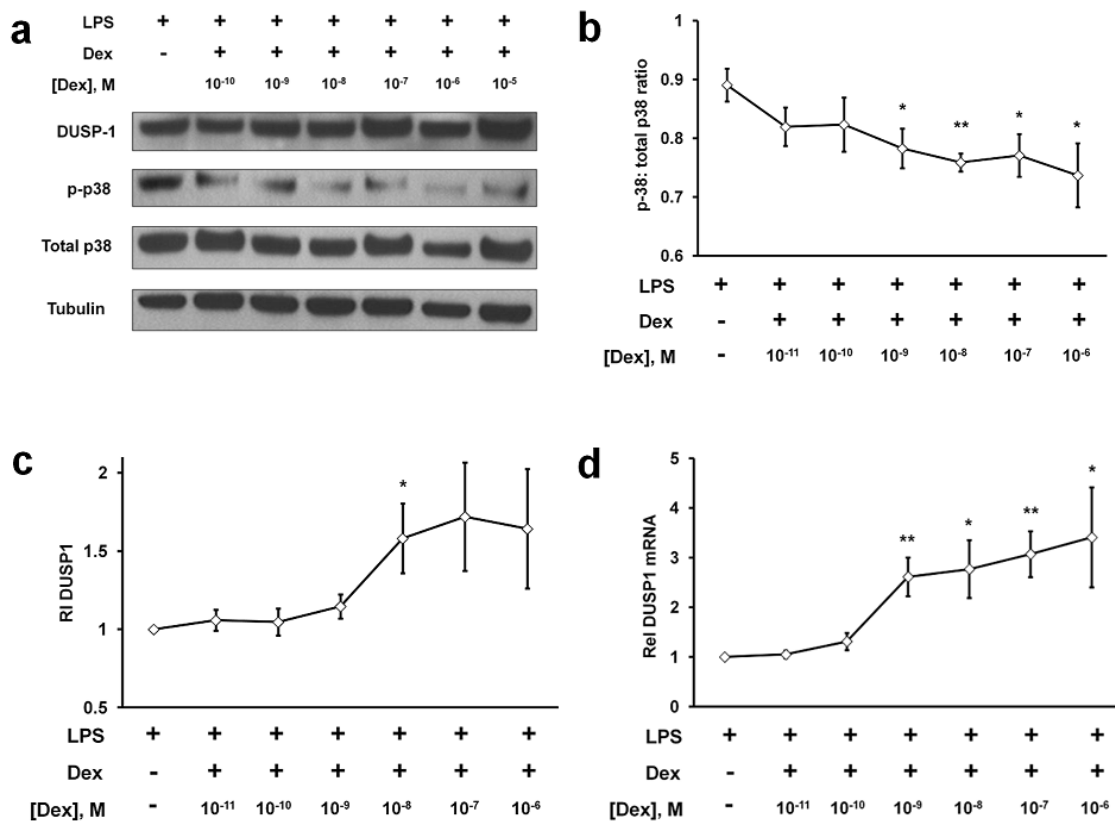 a
LPS + + + + + + +
Dex - + + + + + +
[Dex], M 10⁻¹⁰ 10⁻⁹ 10⁻⁸ 10⁻⁷ 10⁻⁶ 10⁻⁵
DUSP-1
p-p38
Total p38
Tubulin
b
p-38: total p38 ratio
1
0.9
0.8
0.7
0.6
* ** * *
LPS + + + + + + +
Dex - + + + + + +
[Dex], M - 10⁻¹¹ 10⁻¹⁰ 10⁻⁹ 10⁻⁸ 10⁻⁷ 10⁻⁶
c
RI DUSP1
2
1.5
1
0.5
*
LPS + + + + + + +
Dex - + + + + + +
[Dex], M - 10⁻¹¹ 10⁻¹⁰ 10⁻⁹ 10⁻⁸ 10⁻⁷ 10⁻⁶
d
Rel DUSP1 mRNA
5
4
3
2
1
0
** * ** *
LPS + + + + + + +
Dex - + + + + + +
[Dex], M - 10⁻¹¹ 10⁻¹⁰ 10⁻⁹ 10⁻⁸ 10⁻⁷ 10⁻⁶